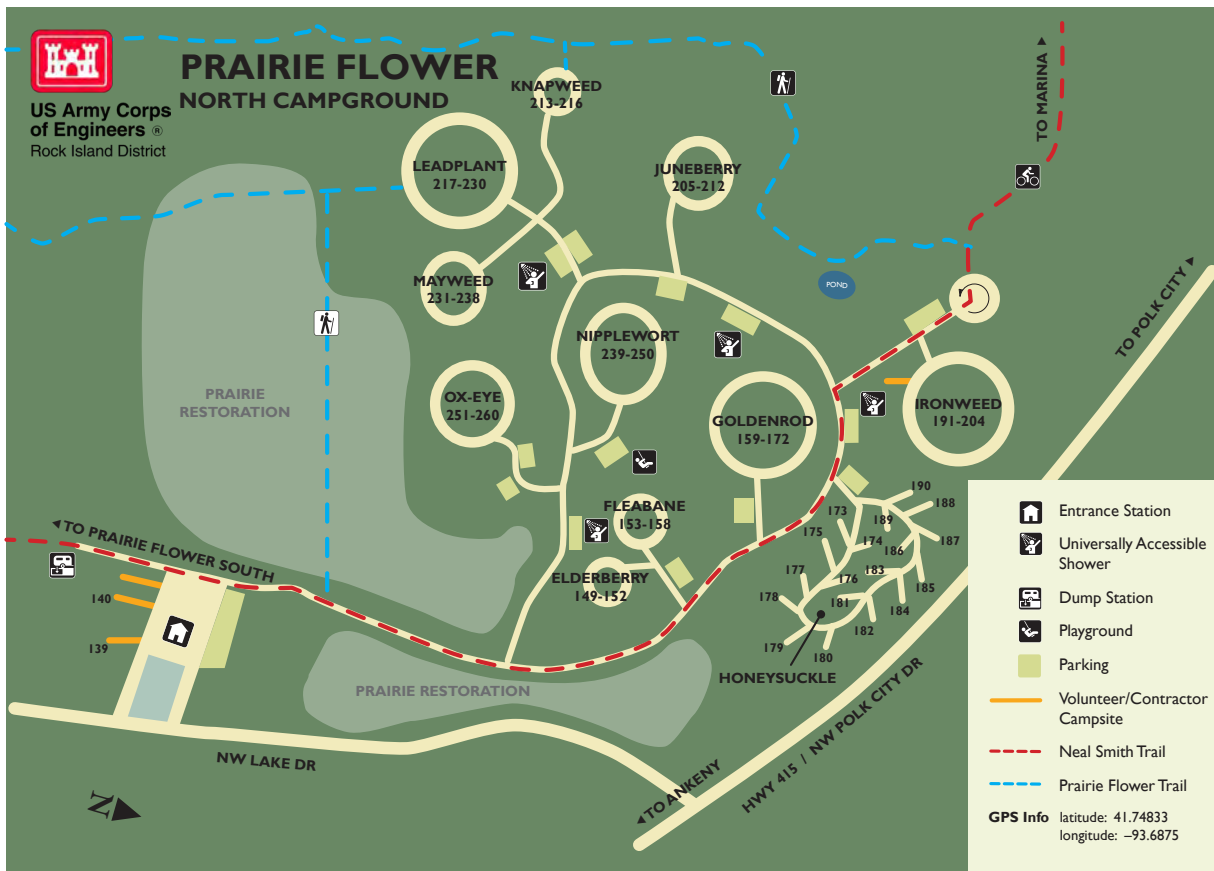 PRAIRIE FLOWER
NORTH CAMPGROUND
US Army Corps
of Engineers ®
Rock Island District
KNAPWEED
213-216
LEADPLANT
217-230
JUNEBERRY
205-212
TO MARINA
MAYWEED
231-238
POND
TO POLK CITY
NIPPLEWORT
239-250
PRAIRIE
RESTORATION
OX-EYE
251-260
GOLDENROD
159-172
IRONWEED
191-204
FLEABANE
153-158
ELDERBERRY
149-152
190
188
173
189
175
174
187
186
183
177
176
185
178
181
184
182
179
180
HONEYSUCKLE
TO PRAIRIE FLOWER SOUTH
140
139
PRAIRIE RESTORATION
NW LAKE DR
TO ANKENY
HWY 415 / NW POLK CITY DR
N
Entrance Station
Universally Accessible
Shower
Dump Station
Playground
Parking
Volunteer/Contractor
Campsite
Neal Smith Trail
Prairie Flower Trail
GPS Info latitude: 41.74833
longitude: –93.6875